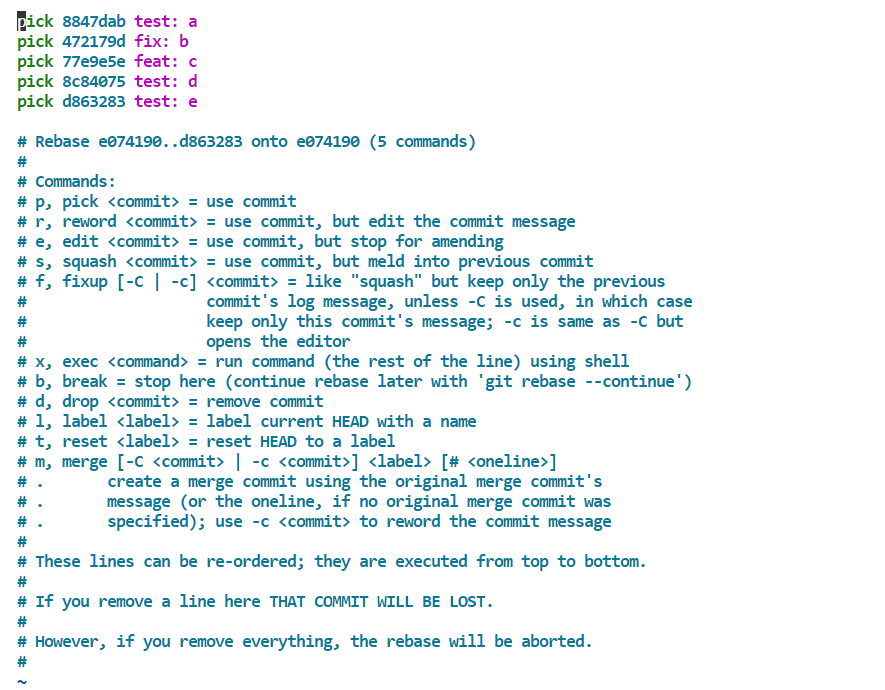 pick 8847dab test: a
pick 472179d fix: b
pick 77e9e5e feat: c
pick 8c84075 test: d
pick d863283 test: e

# Rebase e074190..d863283 onto e074190 (5 commands)
#
# Commands:
# p, pick <commit> = use commit
# r, reword <commit> = use commit, but edit the commit message
# e, edit <commit> = use commit, but stop for amending
# s, squash <commit> = use commit, but meld into previous commit
# f, fixup [-C | -c] <commit> = like "squash" but keep only the previous
#                    commit's log message, unless -C is used, in which case
#                    keep only this commit's message; -c is same as -C but
#                    opens the editor
# x, exec <command> = run command (the rest of the line) using shell
# b, break = stop here (continue rebase later with 'git rebase --continue')
# d, drop <commit> = remove commit
# l, label <label> = label current HEAD with a name
# t, reset <label> = reset HEAD to a label
# m, merge [-C <commit> | -c <commit>] <label> [# <oneline>]
# .       create a merge commit using the original merge commit's
# .       message (or the oneline, if no original merge commit was
# .       specified); use -c <commit> to reword the commit message
#
# These lines can be re-ordered; they are executed from top to bottom.
#
# If you remove a line here THAT COMMIT WILL BE LOST.
#
# However, if you remove everything, the rebase will be aborted.
#
~